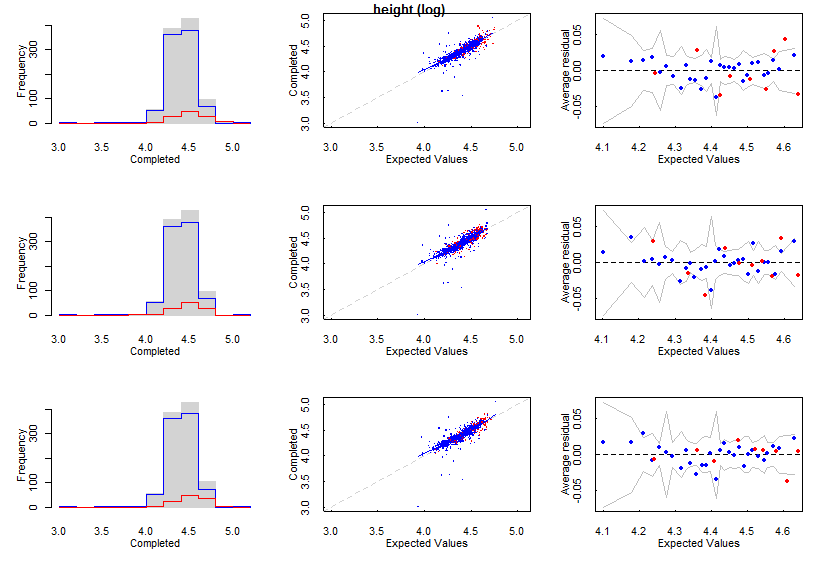 height (log)
Frequency
0 100 300
3.0 3.5 4.0 4.5 5.0
Completed
Completed
3.0 3.5 4.0 4.5 5.0
3.0 3.5 4.0 4.5 5.0
Expected Values
Average residual
-0.05 0.00 0.05
4.1 4.2 4.3 4.4 4.5 4.6
Expected Values
Frequency
0 100 300
3.0 3.5 4.0 4.5 5.0
Completed
Completed
3.0 3.5 4.0 4.5 5.0
3.0 3.5 4.0 4.5 5.0
Expected Values
Average residual
-0.05 0.00 0.05
4.1 4.2 4.3 4.4 4.5 4.6
Expected Values
Frequency
0 100 300
3.0 3.5 4.0 4.5 5.0
Completed
Completed
3.0 3.5 4.0 4.5 5.0
3.0 3.5 4.0 4.5 5.0
Expected Values
Average residual
-0.05 0.00 0.05
4.1 4.2 4.3 4.4 4.5 4.6
Expected Values